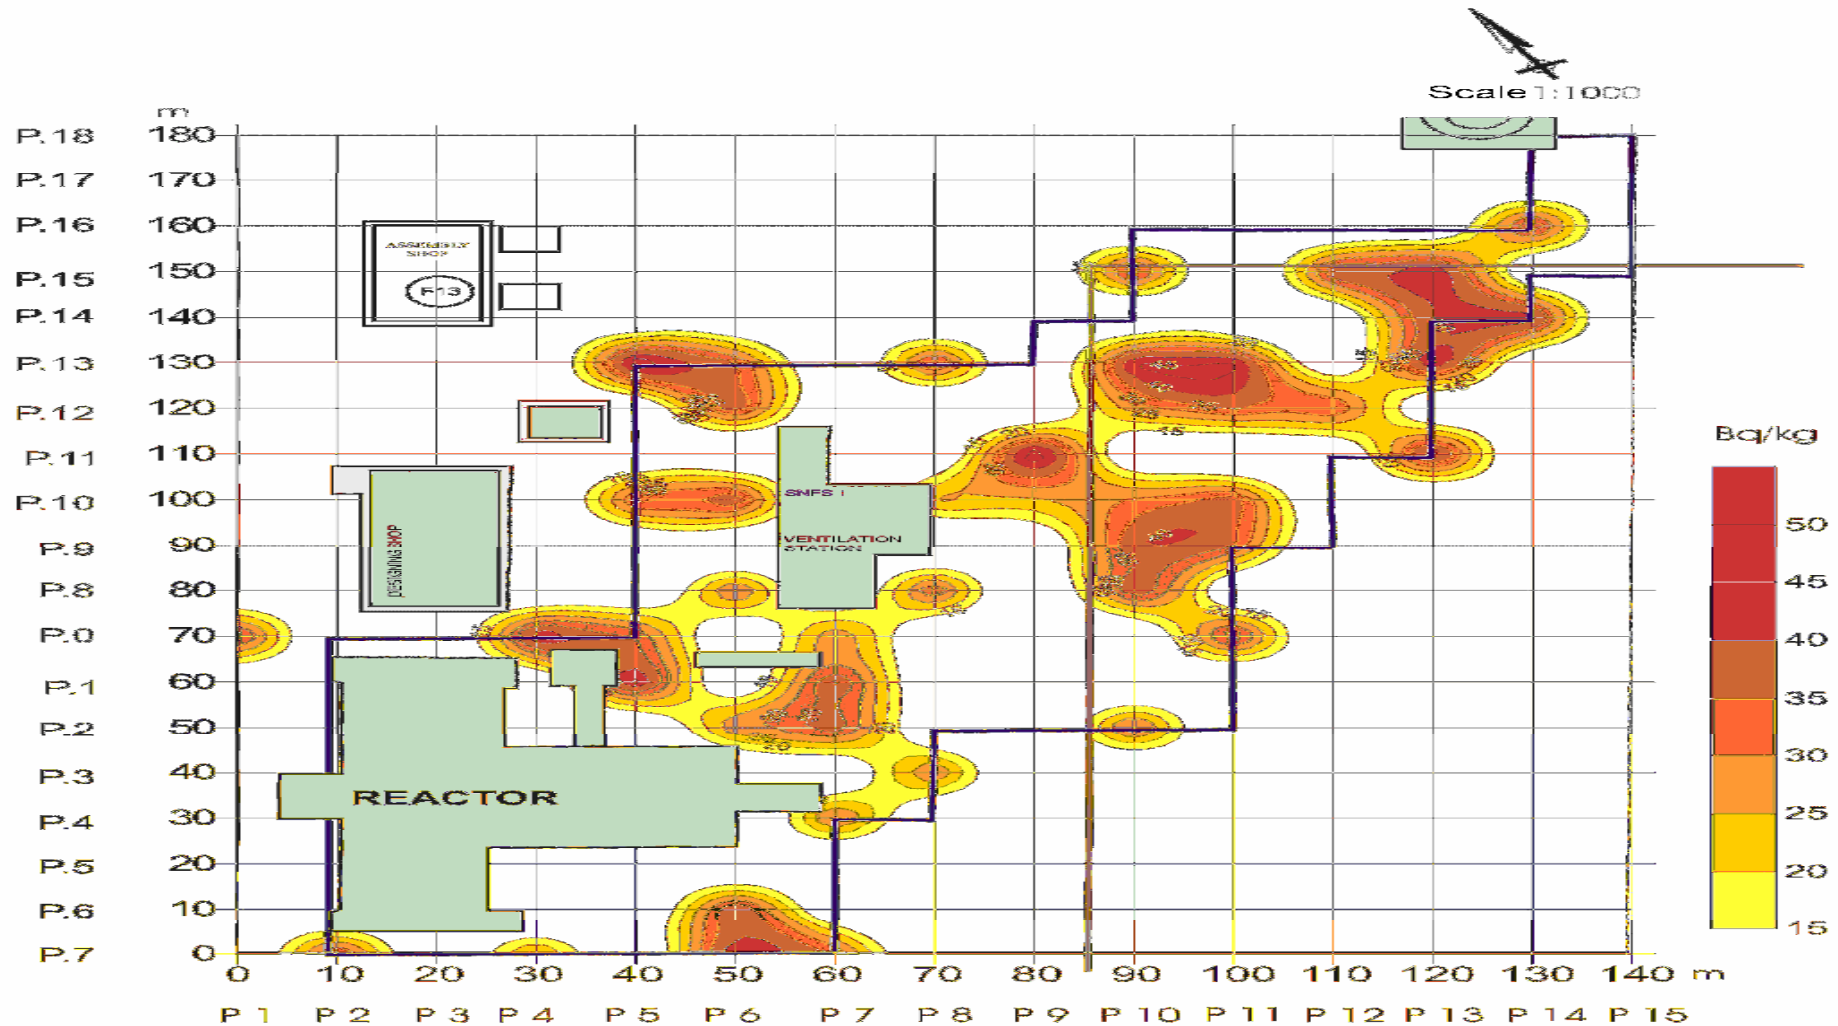 Scale 1:1000
m
P.18 180
P.17 170
P.16 160
P.15 150
P.14 140
P.13 130
P.12 120
P.11 110
P.10 100
P.9 90
P.8 80
P.0 70
P.1 60
P.2 50
P.3 40
P.4 30
P.5 20
P.6 10
P.7 0
ASSEMBLY
SHOP
F13
DESIGNING SHOP
SNFS I
VENTILATION
STATION
REACTOR
15
Bq/kg
50
45
40
35
30
25
20
15
0 10 20 30 40 50 60 70 80 90 100 110 120 130 140 m
P 1 P 2 P 3 P 4 P 5 P 6 P 7 P 8 P 9 P 10 P 11 P 12 P 13 P 14 P 15